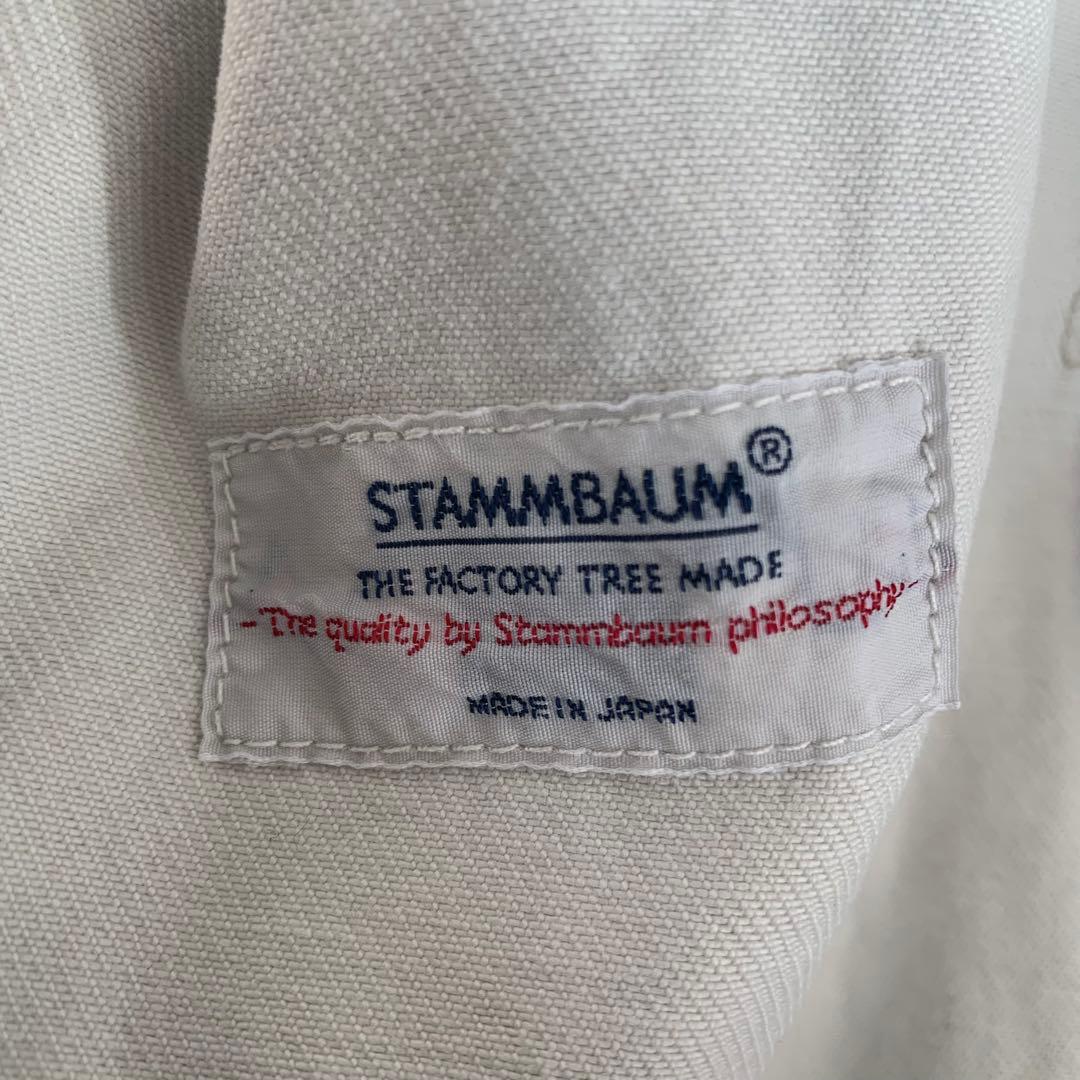 STAMMBAUM®
THE FACTORY TREE MADE
-The quality by Stammbaum philosophy-
MADE IN JAPAN